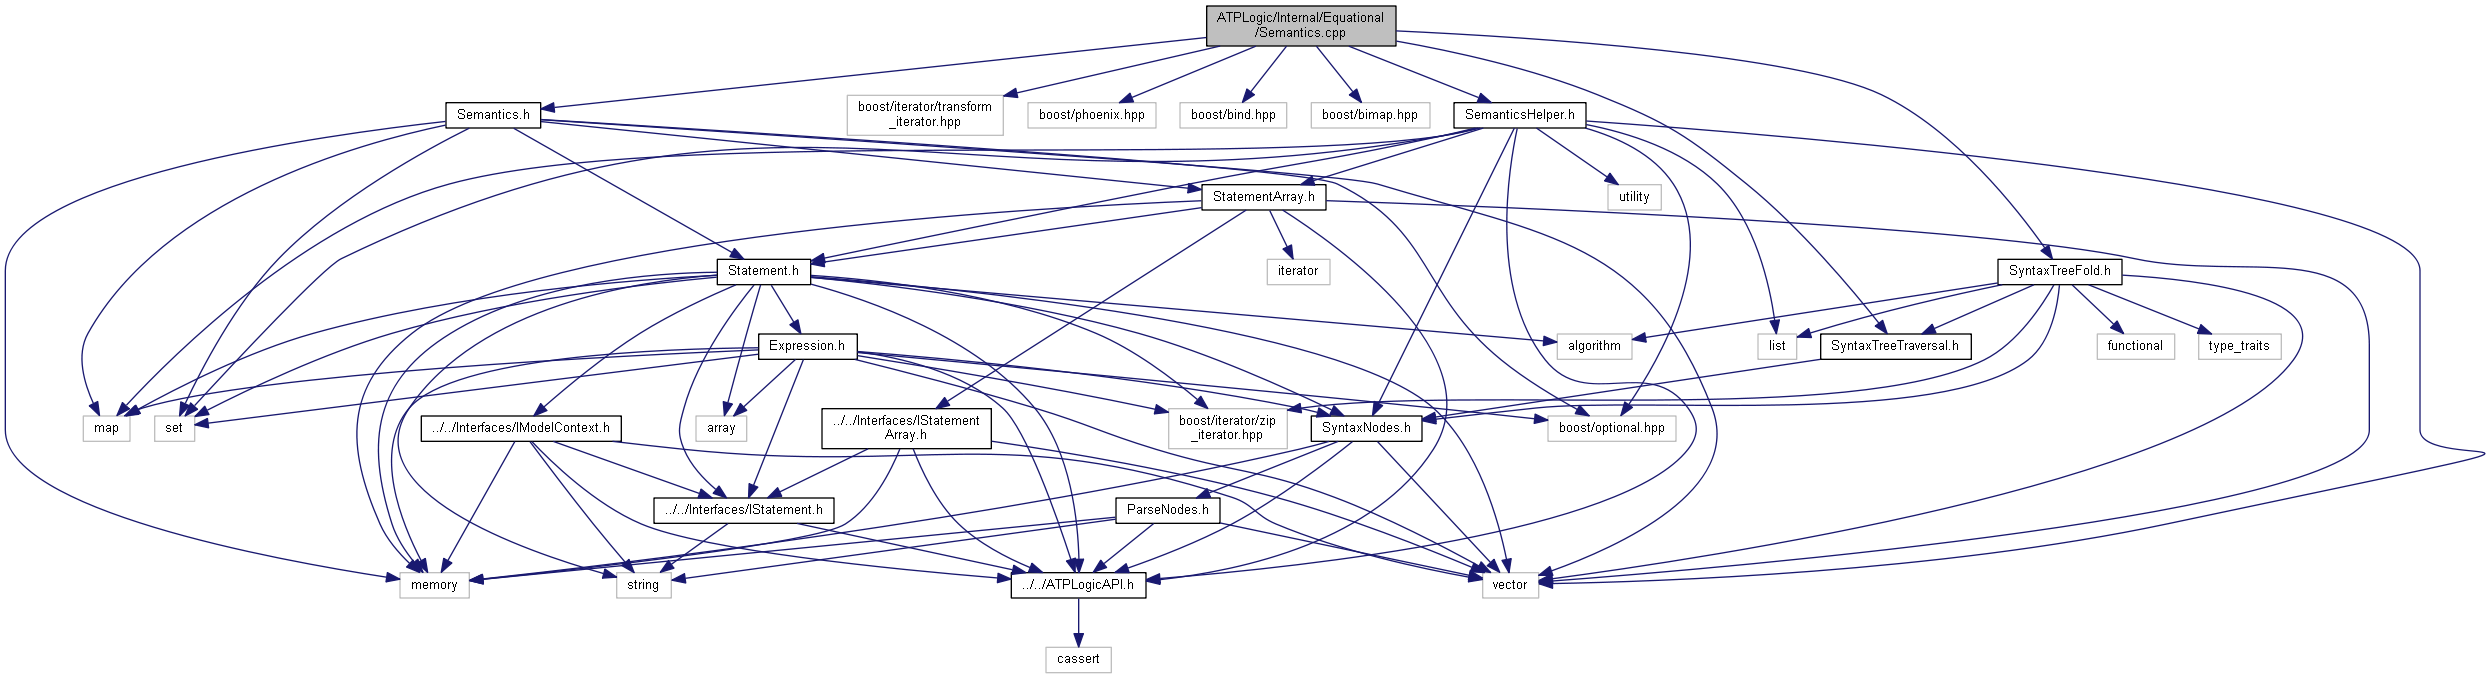 ATPLogic/Internal/Equational
/Semantics.cpp
Semantics.h
boost/iterator/transform
_iterator.hpp
boost/phoenix.hpp
boost/bind.hpp
boost/bimap.hpp
SemanticsHelper.h
StatementArray.h
utility
Statement.h
iterator
SyntaxTreeFold.h
Expression.h
algorithm
list
SyntaxTreeTraversal.h
functional
type_traits
map
set
../../Interfaces/IModelContext.h
array
../../Interfaces/IStatement
Array.h
boost/iterator/zip
_iterator.hpp
SyntaxNodes.h
boost/optional.hpp
../../Interfaces/IStatement.h
ParseNodes.h
memory
string
../../ATPLogicAPI.h
vector
cassert